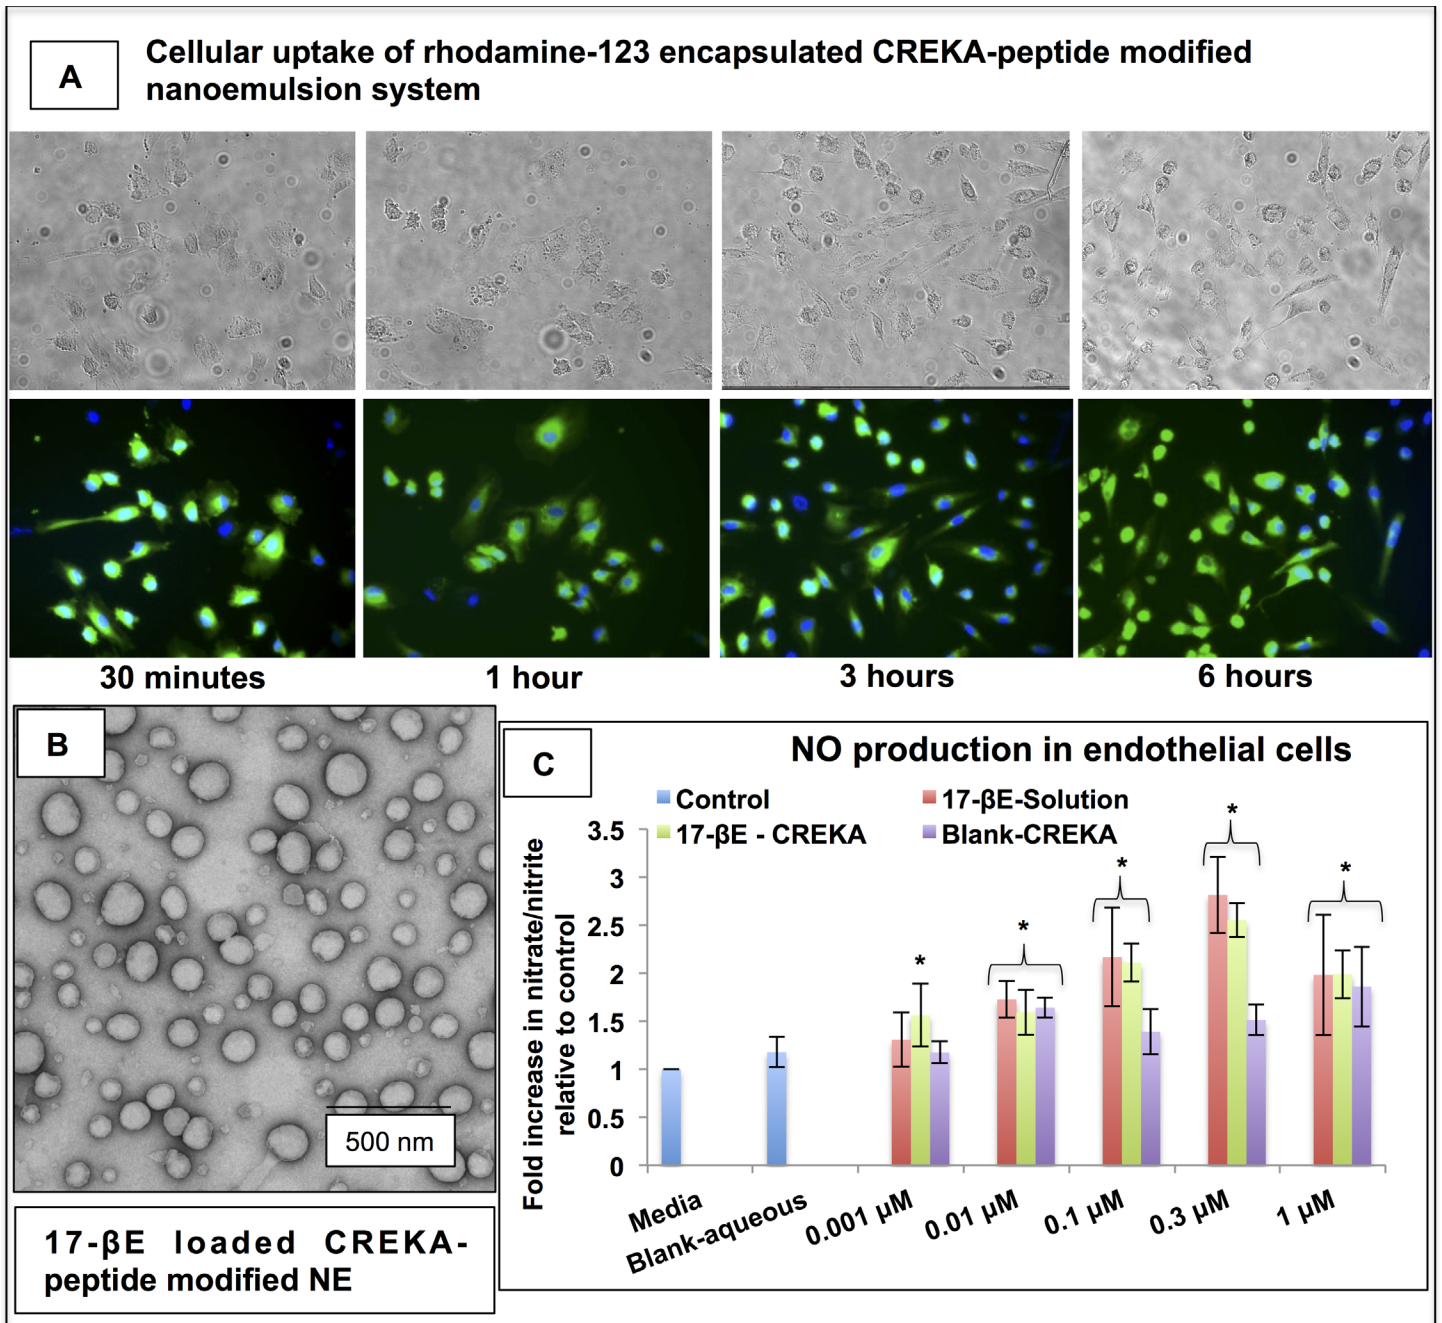 A
Cellular uptake of rhodamine-123 encapsulated CREKA-peptide modified
nanoemulsion system
30 minutes
1 hour
3 hours
6 hours
B
500 nm
17-βE loaded CREKA-
peptide modified NE
C
NO production in endothelial cells
Control
17-βE-Solution
17-βE - CREKA
Blank-CREKA
Fold increase in nitrate/nitrite
relative to control
3.5
3
2.5
2
1.5
1
0.5
0
*
*
*
*
*
Media
Blank-aqueous
0.001 µM
0.01 µM
0.1 µM
0.3 µM
1 µM